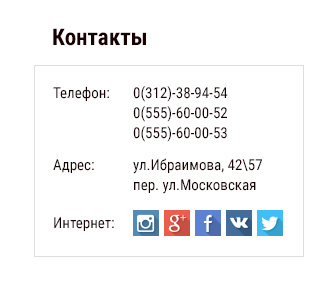 Контакты
Телефон: 0(312)-38-94-54
0(555)-60-00-52
0(555)-60-00-53
Адрес: ул.Ибраимова, 42\57
пер. ул.Московская
Интернет: g+ f